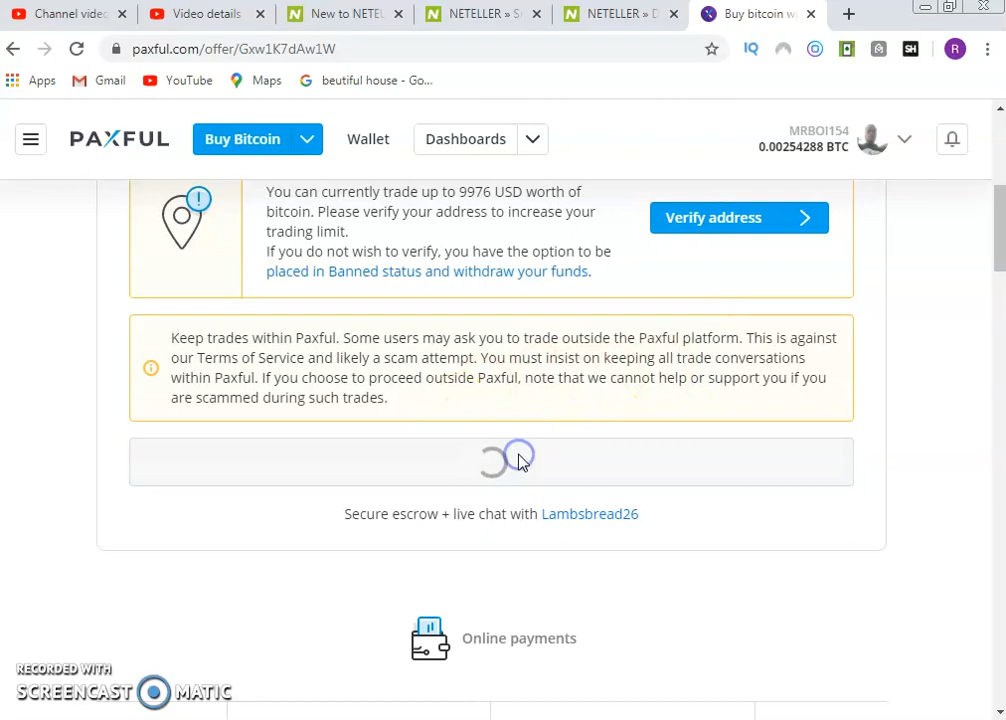 Channel videc
Video details
New to NETEL
NETELLER » S
NETELLER » D
Buy bitcoin w
paxful.com/offer/Gxw1K7dAw1W
IQ
SH
R
Apps
Gmail
YouTube
Maps
beutiful house - Go...
PAXFUL
Buy Bitcoin
Wallet
Dashboards
MRBOI154
0.00254288 BTC
You can currently trade up to 9976 USD worth of
bitcoin. Please verify your address to increase your
trading limit.
If you do not wish to verify, you have the option to be
placed in Banned status and withdraw your funds.
Verify address
Keep trades within Paxful. Some users may ask you to trade outside the Paxful platform. This is against
our Terms of Service and likely a scam attempt. You must insist on keeping all trade conversations
within Paxful. If you choose to proceed outside Paxful, note that we cannot help or support you if you
are scammed during such trades.
Secure escrow + live chat with Lambsbread26
Online payments
RECORDED WITH
SCREENCAST MATIC